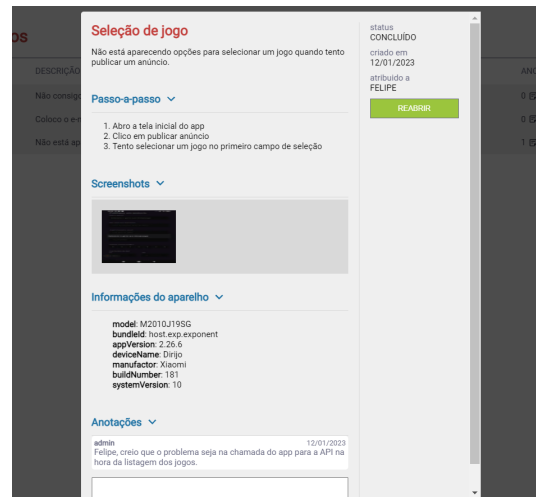 os
DESCRIÇÃO
ANO
Não consig
0
Coloco o e-m
0
Não está ap
1
Seleção de jogo
Não está aparecendo opções para selecionar um jogo quando tento
publicar um anúncio.
Passo-a-passo
1. Abro a tela inicial do app
2. Clico em publicar anúncio
3. Tento selecionar um jogo no primeiro campo de seleção
Screenshots
Informações do aparelho
model: M2010J19SG
bundleId: host.exp.exponent
appVersion: 2.26.6
deviceName: Dirijo
manufactor: Xiaomi
buildNumber: 181
systemVersion: 10
Anotações
admin 12/01/2023
Felipe, creio que o problema seja na chamada do app para a API na
hora da listagem dos jogos.
status
CONCLUÍDO
criado em
12/01/2023
atribuido a
FELIPE
REABRIR